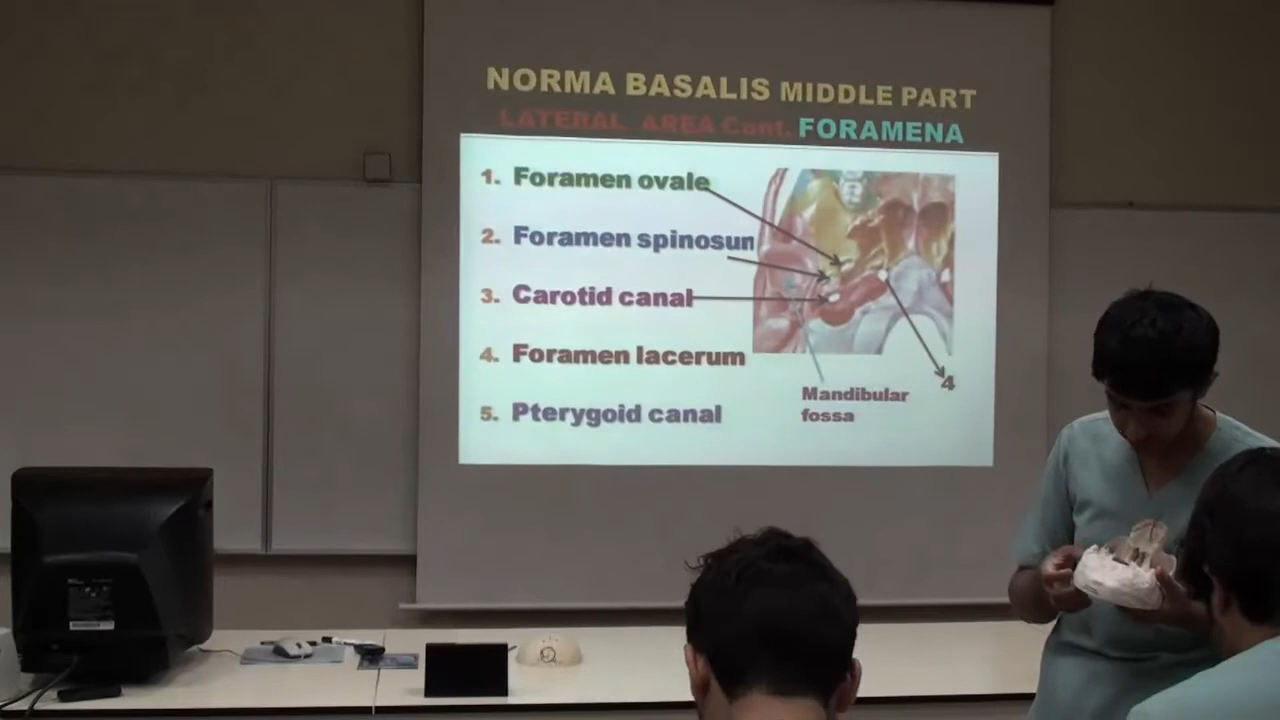 NORMA BASALIS MIDDLE PART
LATERAL AREA Cont. FORAMENA
1. Foramen ovale
2. Foramen spinosum
3. Carotid canal
4. Foramen lacerum
5. Pterygoid canal
4
Mandibular
fossa